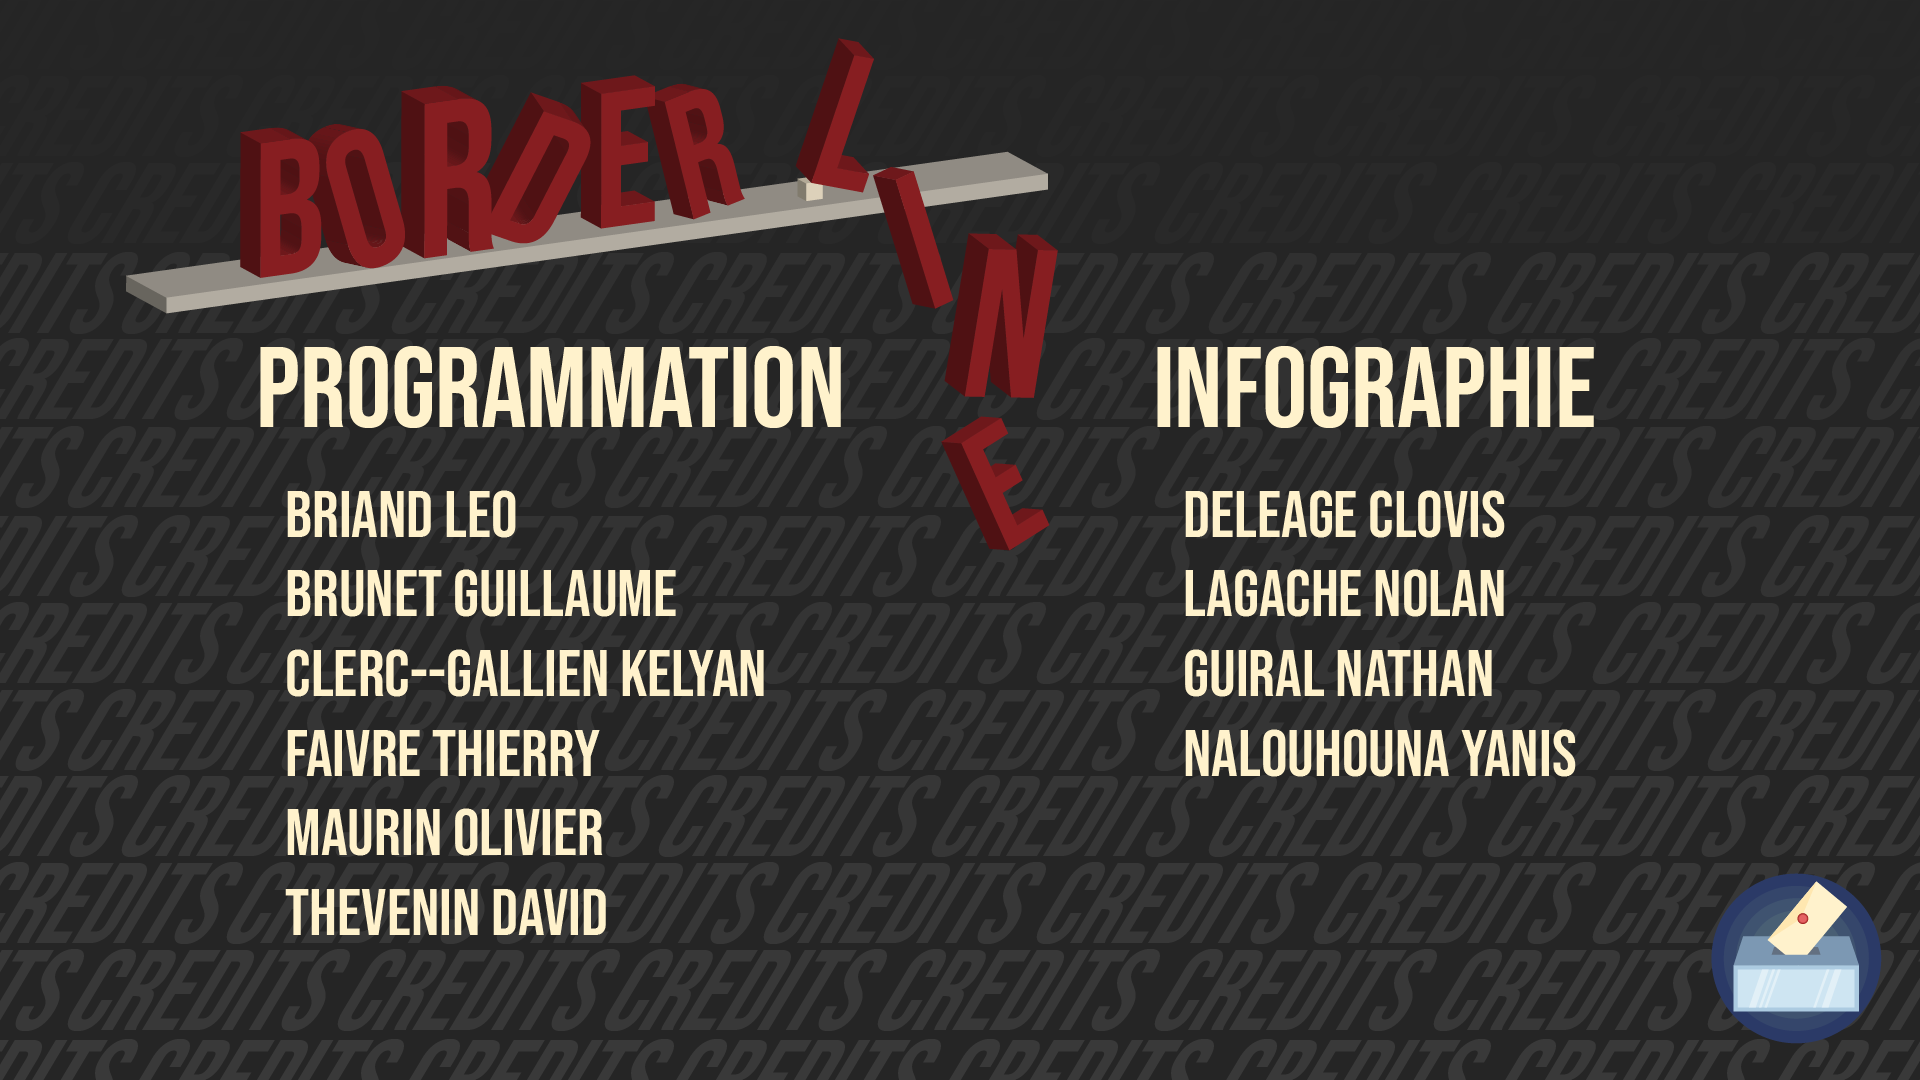 BORDER LINE
PROGRAMMATION
BRIAND LEO
BRUNET GUILLAUME
CLERC--GALLIEN KELYAN
FAIVRE THIERRY
MAURIN OLIVIER
THEVENIN DAVID
INFOGRAPHIE
DELEAGE CLOVIS
LAGACHE NOLAN
GUIRAL NATHAN
NALOUHOUNA YANIS
CREDITS